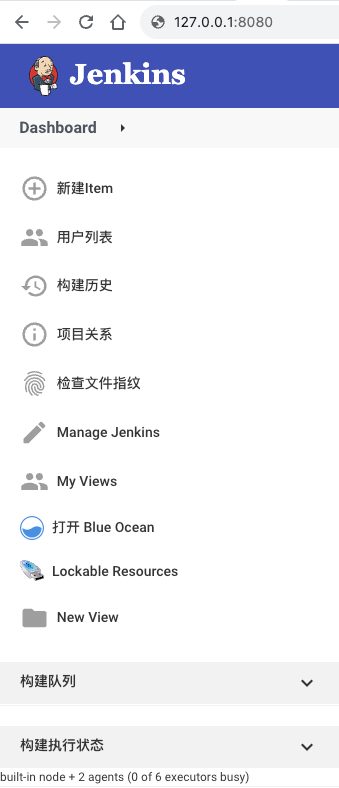 127.0.0.1:8080
Jenkins
Dashboard
新建Item
用户列表
构建历史
项目关系
检查文件指纹
Manage Jenkins
My Views
打开 Blue Ocean
Lockable Resources
New View
构建队列
构建执行状态
built-in node + 2 agents (0 of 6 executors busy)